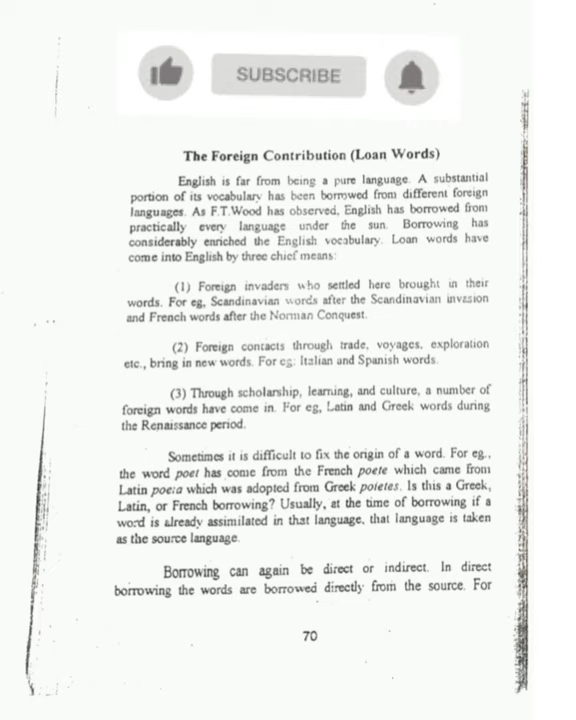 SUBSCRIBE
The Foreign Contribution (Loan Words)
English is far from being a pure language. A substantial
portion of its vocabulary has been borrowed from different foreign
languages. As F.T.Wood has observed, English has borrowed from
practically every language under the sun. Borrowing has
considerably enriched the English vocabulary. Loan words have
come into English by three chief means:
(1) Foreign invaders who settled here brought in their
words. For eg, Scandinavian words after the Scandinavian invasion
and French words after the Norman Conquest.
(2) Foreign contacts through trade, voyages, exploration
etc., bring in new words. For eg: Italian and Spanish words.
(3) Through scholarship, learning, and culture, a number of
foreign words have come in. For eg, Latin and Greek words during
the Renaissance period.
Sometimes it is difficult to fix the origin of a word. For eg.,
the word poet has come from the French poete which came from
Latin poeta which was adopted from Greek poietes. Is this a Greek,
Latin, or French borrowing? Usually, at the time of borrowing if a
word is already assimilated in that language, that language is taken
as the source language.
Borrowing can again be direct or indirect. In direct
borrowing the words are borrowed directly from the source. For
70